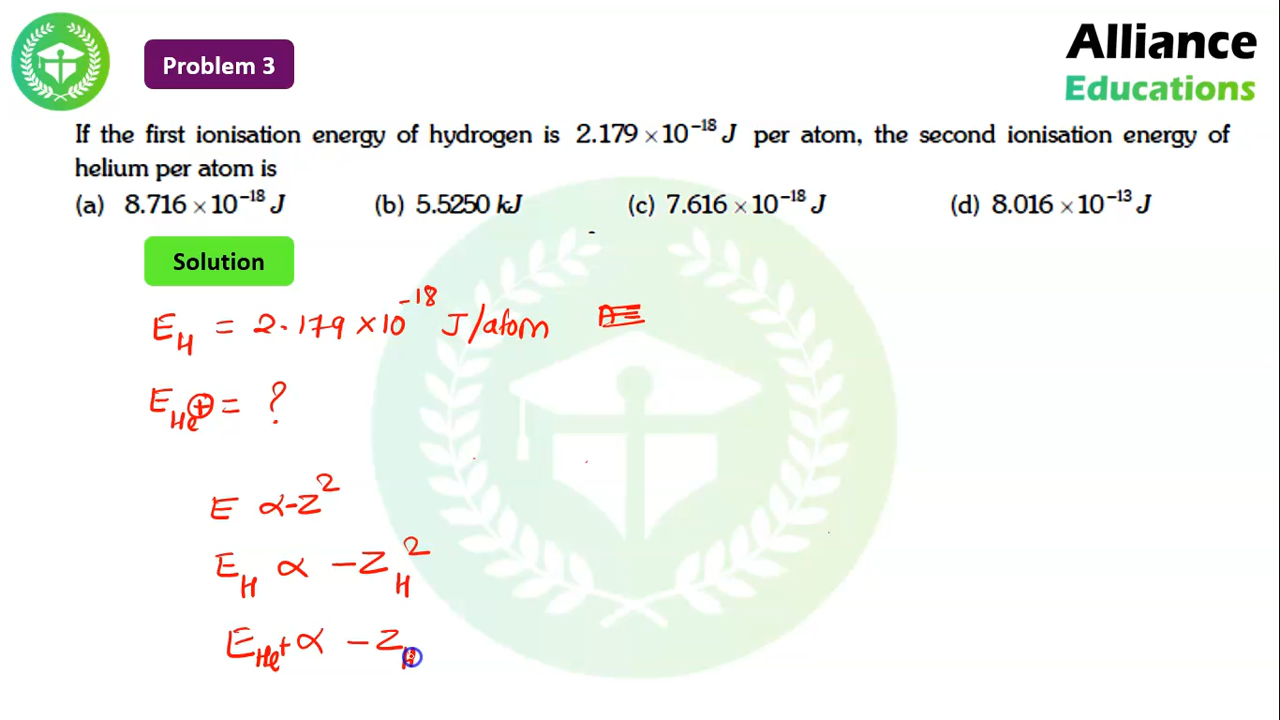 Problem 3
Alliance
Educations
If the first ionisation energy of hydrogen is 2.179 × 10⁻¹⁸ J per atom, the second ionisation energy of
helium per atom is
(a) 8.716 × 10⁻¹⁸ J (b) 5.5250 kJ (c) 7.616 × 10⁻¹⁸ J (d) 8.016 × 10⁻¹³ J
Solution
E_H = 2.179 × 10⁻¹⁸ J/atom
E_He⊕ = ?
E ∝ -Z²
E_H ∝ -Z_H²
E_He+ ∝ -Z_H